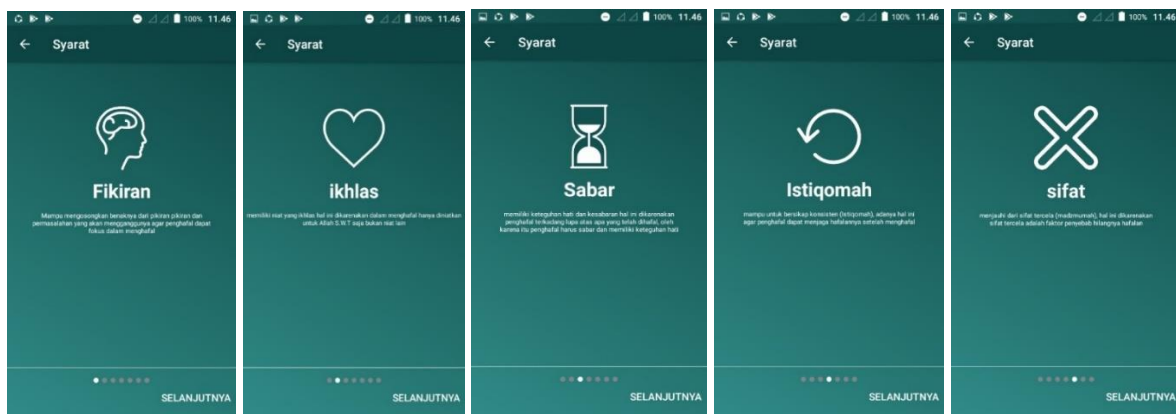 100% 11.46
Syarat
Fikiran
Mampu mengosongkan benaknya dari pikiran pikiran dan
permasalahan yang akan mengganggunya agar penghafal dapat
fokus dalam menghafal
SELANJUTNYA
100% 11.46
Syarat
ikhlas
memiliki niat yang ikhlas hal ini dikarenakan dalam menghafal hanya diniatkan
untuk Allah S.W.T saja bukan niat lain
SELANJUTNYA
100% 11.46
Syarat
Sabar
memiliki keteguhan hati dan kesabaran hal ini dikarenakan
penghafal terkadang lupa atas apa yang telah dihafal, oleh
karena itu penghafal harus sabar dan memiliki keteguhan hati
SELANJUTNYA
100% 11.46
Syarat
Istiqomah
mampu untuk bersikap konsisten (istiqomah), adanya hal ini
agar penghafal dapat menjaga hafalannya setelah menghafal
SELANJUTNYA
100% 11.46
Syarat
sifat
menjauhi dari sifat tercela (madzmumah), hal ini dikarenakan
sifat tercela adalah faktor penyebab hilangnya hafalan
SELANJUTNYA